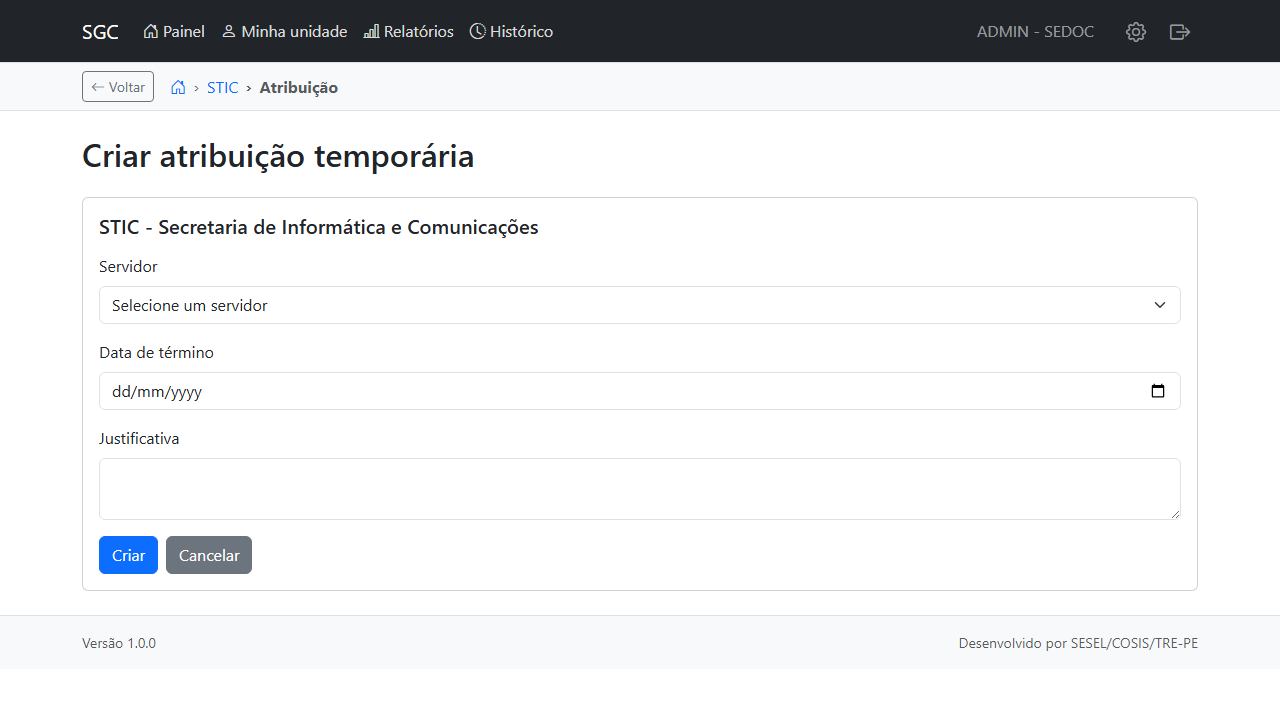 SGC Painel Minha unidade Relatórios Histórico ADMIN - SEDOC
← Voltar › STIC › Atribuição
Criar atribuição temporária
STIC - Secretaria de Informática e Comunicações
Servidor
Selecione um servidor
Data de término
dd/mm/yyyy
Justificativa
Criar Cancelar
Versão 1.0.0 Desenvolvido por SESEL/COSIS/TRE-PE